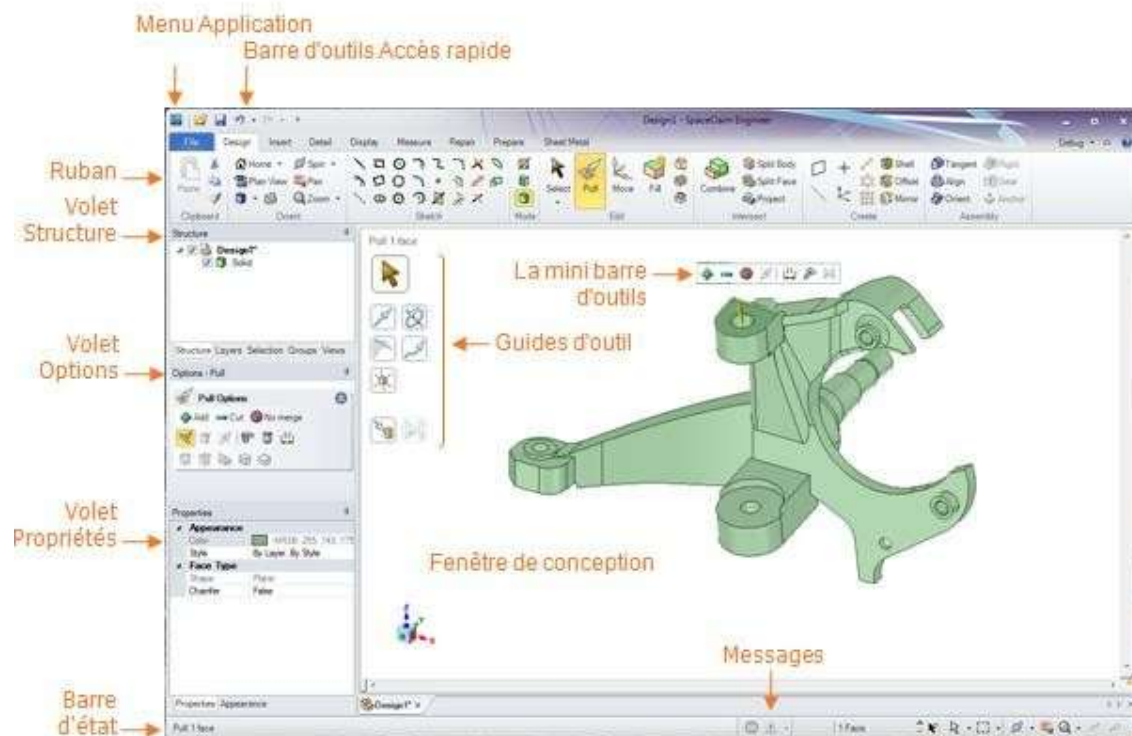 Menu Application
Barre d'outils Accès rapide
Design1 - SpaceClaim Engineer
File Design Insert Detail Display Measure Repair Prepare Sheet Metal Debug
Ruban
Paste Home Spin Plan View Pan Zoom Select Pull Move Fill Combine Split Body Split Face Project Shell Offset Mirror Tangent Align Orient Rigid Gear Anchor
Clipboard Orient Sketch Mode Edit Intersect Create Assembly
Volet
Structure
Structure
Design1*
Solid
Pull 1 face
La mini barre
d'outils
Guides d'outil
Structure Layers Selection Groups Views
Volet
Options
Options - Pull
Pull Options
Add Cut No merge
Volet
Propriétés
Properties
Appearance
Color
Style By Layer By Style
Face Type
Shape Planar
Chamfer False
Fenêtre de conception
Messages
Properties Appearance
Design1*
Barre
d'état
Pull 1 face
1 Face